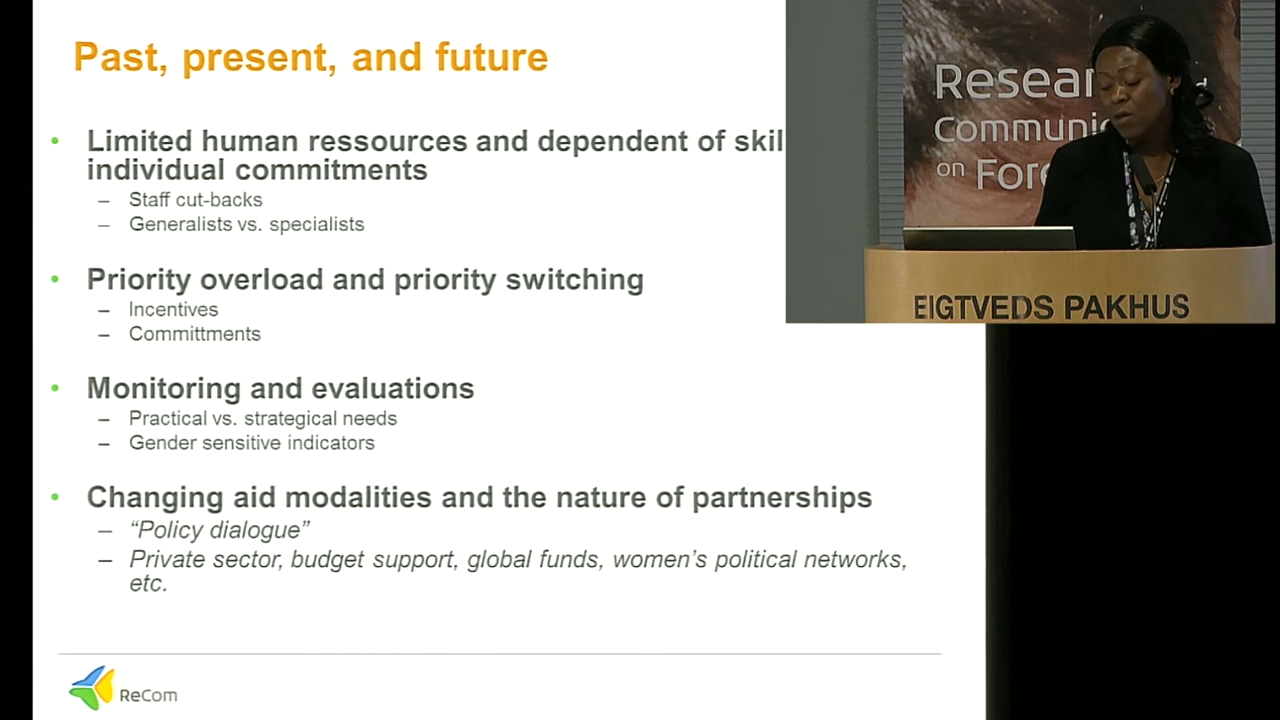 Past, present, and future
• Limited human ressources and dependent of skil
individual commitments
– Staff cut-backs
– Generalists vs. specialists
• Priority overload and priority switching
– Incentives
– Committments
• Monitoring and evaluations
– Practical vs. strategical needs
– Gender sensitive indicators
• Changing aid modalities and the nature of partnerships
– “Policy dialogue”
– Private sector, budget support, global funds, women’s political networks,
etc.
ReCom
Resear
Communic
on Fore
EIGTVEDS PAKHUS